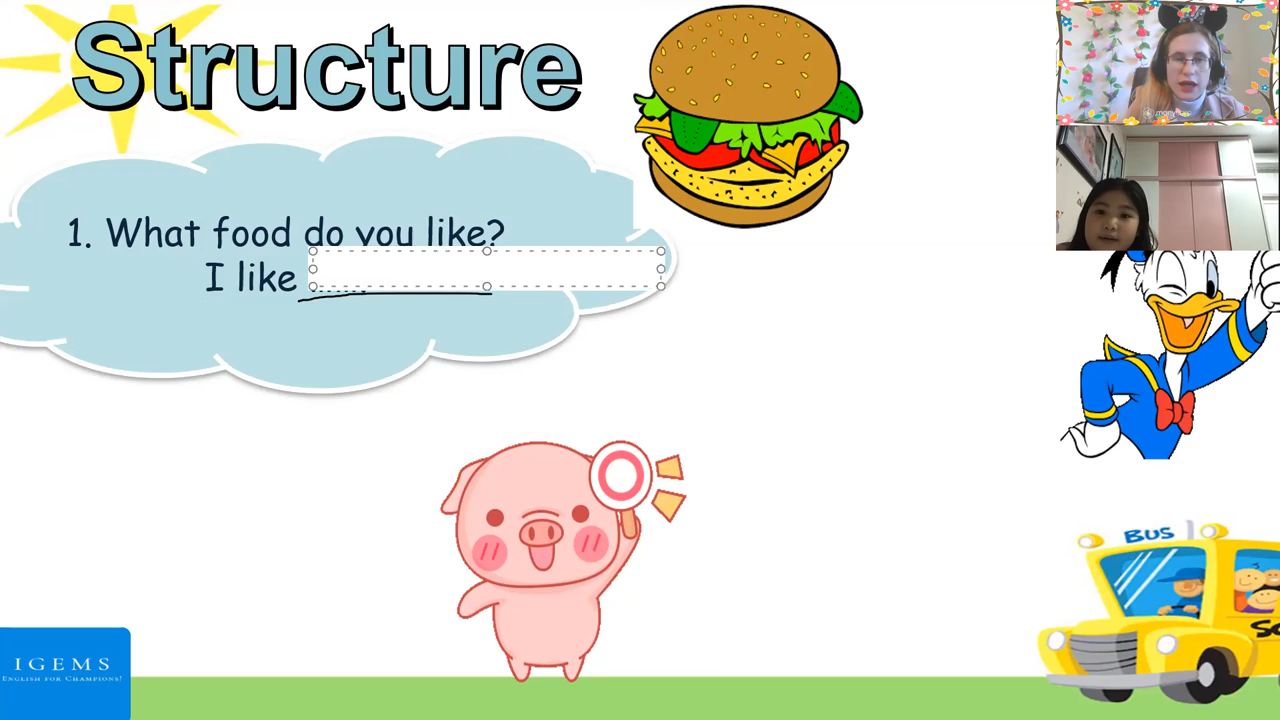 Structure
1. What food do you like?
I like
BUS
IGEMS
English for Champions!